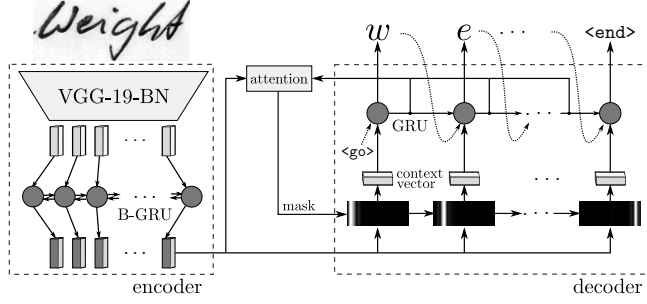 Weight
w e ... <end>
attention
VGG-19-BN
GRU
<go>
context
vector
B-GRU
mask
encoder
decoder